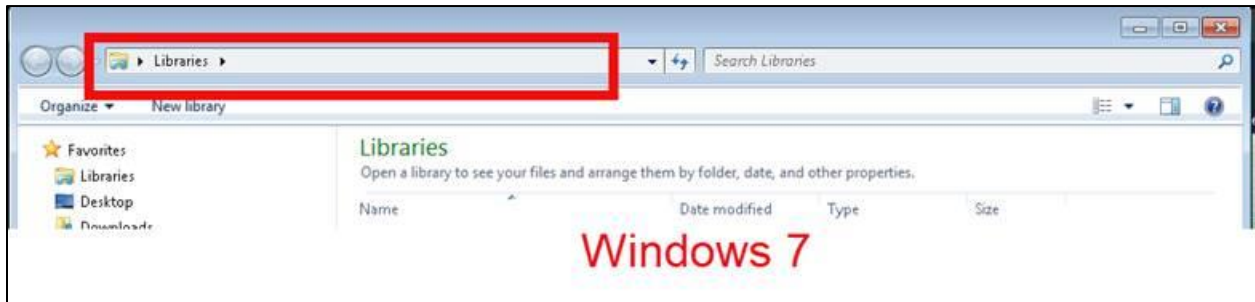 Libraries
Search Libraries
Organize New library
Favorites
Libraries
Desktop
Downloads
Libraries
Open a library to see your files and arrange them by folder, date, and other properties.
Name Date modified Type Size
Windows 7